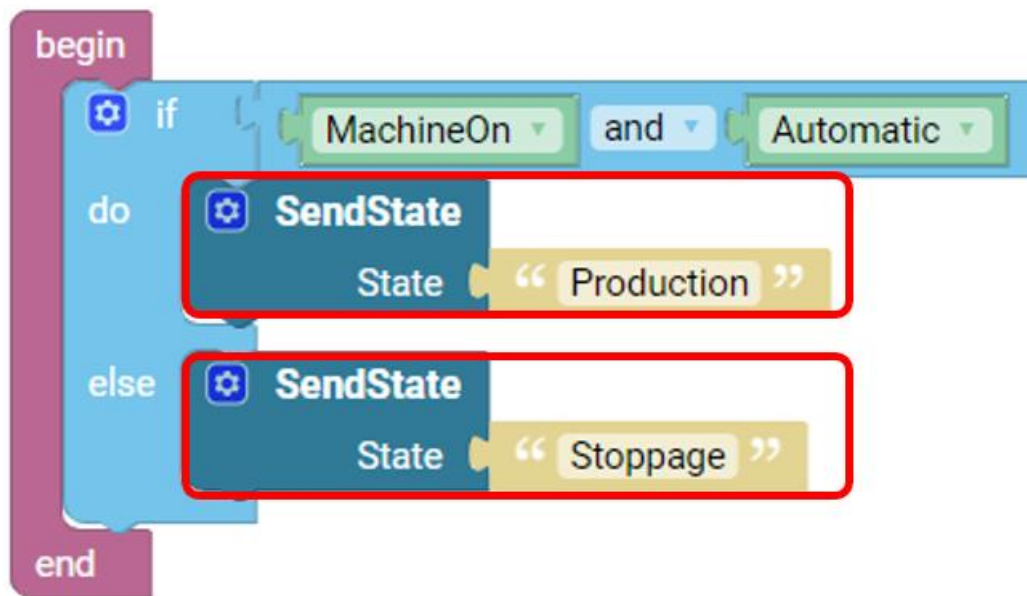 begin
if MachineOn and Automatic
do SendState
State “ Production ”
else SendState
State “ Stoppage ”
end